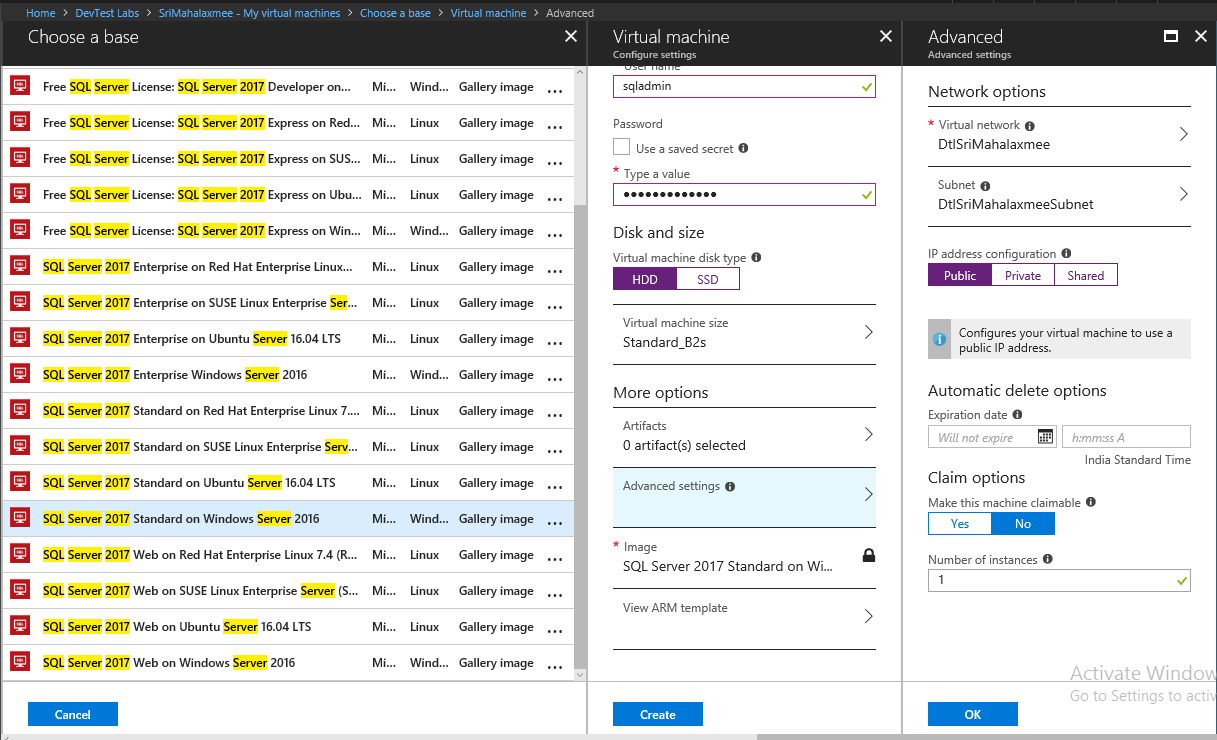 Home > DevTest Labs > SriMahalaxmee - My virtual machines > Choose a base > Virtual machine > Advanced
Choose a base
Free SQL Server License: SQL Server 2017 Developer on... Mi... Wind... Gallery image ...
Free SQL Server License: SQL Server 2017 Express on Red... Mi... Linux Gallery image ...
Free SQL Server License: SQL Server 2017 Express on SUS... Mi... Linux Gallery image ...
Free SQL Server License: SQL Server 2017 Express on Ubu... Mi... Linux Gallery image ...
Free SQL Server License: SQL Server 2017 Express on Win... Mi... Wind... Gallery image ...
SQL Server 2017 Enterprise on Red Hat Enterprise Linux... Mi... Linux Gallery image ...
SQL Server 2017 Enterprise on SUSE Linux Enterprise Ser... Mi... Linux Gallery image ...
SQL Server 2017 Enterprise on Ubuntu Server 16.04 LTS Mi... Linux Gallery image ...
SQL Server 2017 Enterprise Windows Server 2016 Mi... Wind... Gallery image ...
SQL Server 2017 Standard on Red Hat Enterprise Linux 7.... Mi... Linux Gallery image ...
SQL Server 2017 Standard on SUSE Linux Enterprise Serv... Mi... Linux Gallery image ...
SQL Server 2017 Standard on Ubuntu Server 16.04 LTS Mi... Linux Gallery image ...
SQL Server 2017 Standard on Windows Server 2016 Mi... Wind... Gallery image ...
SQL Server 2017 Web on Red Hat Enterprise Linux 7.4 (R... Mi... Linux Gallery image ...
SQL Server 2017 Web on SUSE Linux Enterprise Server (S... Mi... Linux Gallery image ...
SQL Server 2017 Web on Ubuntu Server 16.04 LTS Mi... Linux Gallery image ...
SQL Server 2017 Web on Windows Server 2016 Mi... Wind... Gallery image ...
Cancel
Virtual machine
Configure settings
User name
sqladmin
Password
Use a saved secret
* Type a value
•••••••••••••
Disk and size
Virtual machine disk type
HDD SSD
Virtual machine size
Standard_B2s
More options
Artifacts
0 artifact(s) selected
Advanced settings
* Image
SQL Server 2017 Standard on Wi...
View ARM template
Create
Advanced
Advanced settings
Network options
* Virtual network
DtlSriMahalaxmee
Subnet
DtlSriMahalaxmeeSubnet
IP address configuration
Public Private Shared
Configures your virtual machine to use a
public IP address.
Automatic delete options
Expiration date
Will not expire h:mm:ss A
India Standard Time
Claim options
Make this machine claimable
Yes No
Number of instances
1
Activate Window
Go to Settings to activ
OK